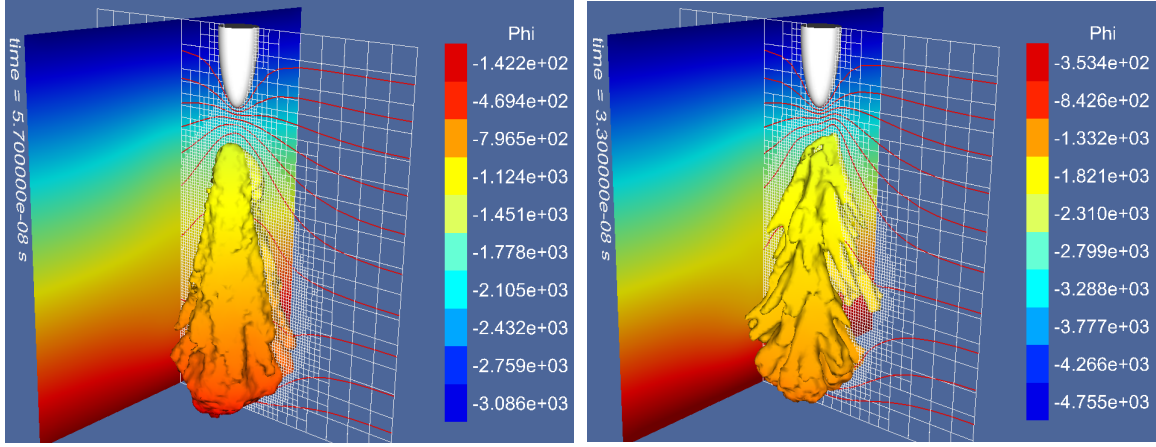 time = 5.70000e-08 s
Phi
-1.422e+02
-4.694e+02
-7.965e+02
-1.124e+03
-1.451e+03
-1.778e+03
-2.105e+03
-2.432e+03
-2.759e+03
-3.086e+03
time = 3.30000e-08 s
Phi
-3.534e+02
-8.426e+02
-1.332e+03
-1.821e+03
-2.310e+03
-2.799e+03
-3.288e+03
-3.777e+03
-4.266e+03
-4.755e+03